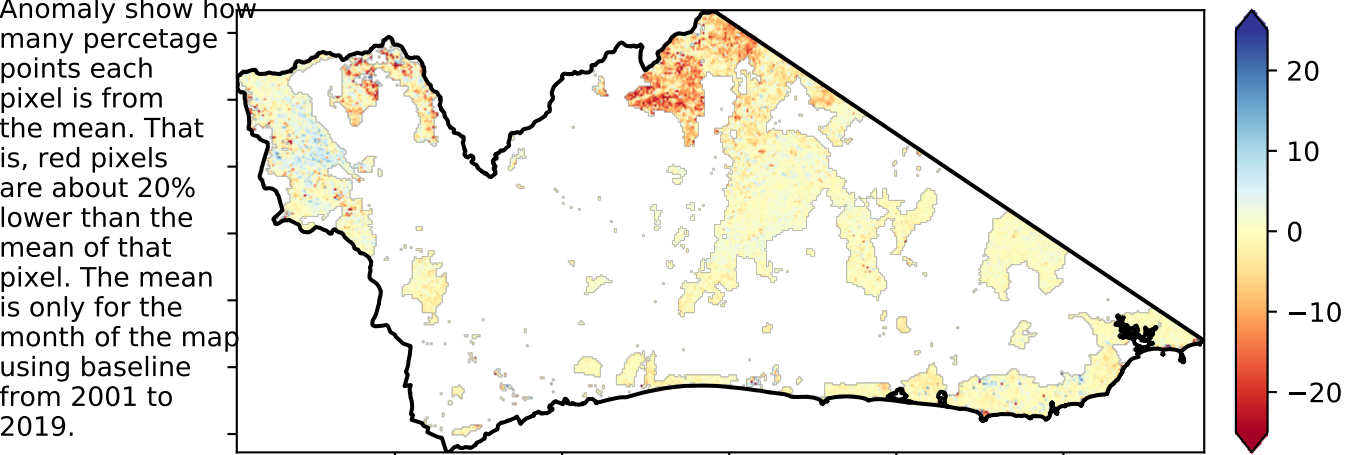 Anomaly show how
many percetage
points each
pixel is from
the mean. That
is, red pixels
are about 20%
lower than the
mean of that
pixel. The mean
is only for the
month of the map
using baseline
from 2001 to
2019.
20
10
0
−10
−20